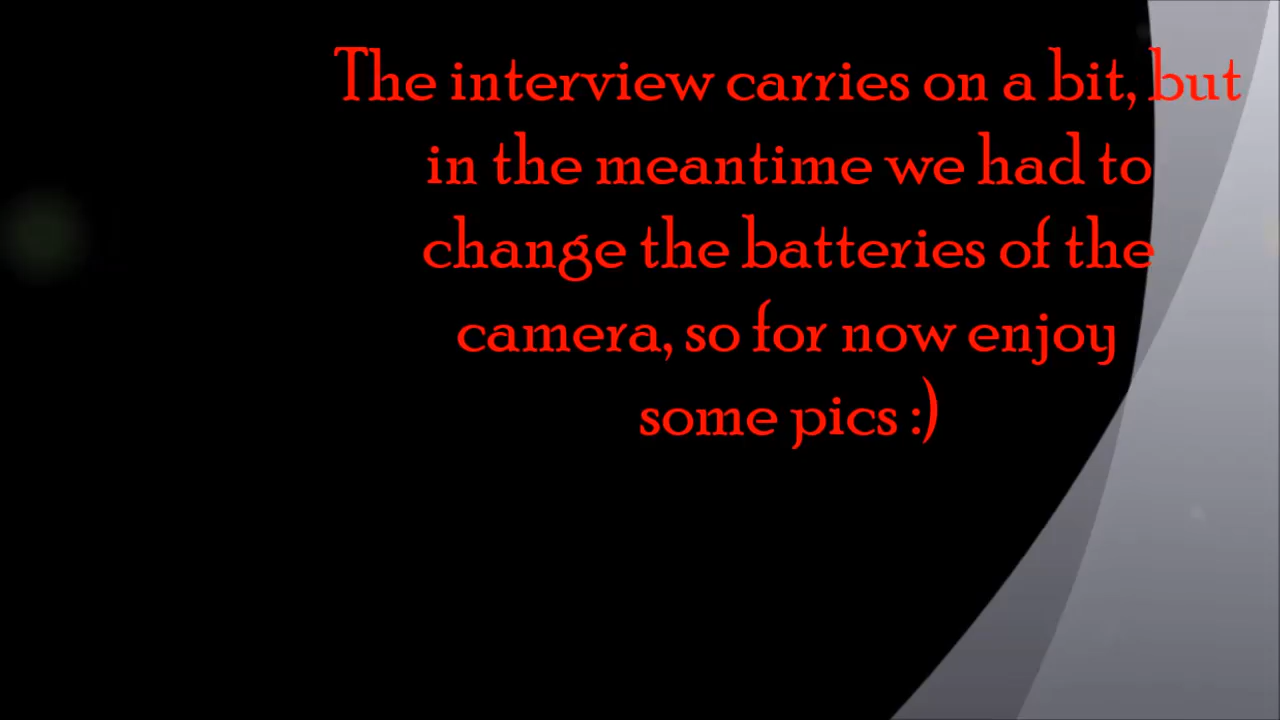 The interview carries on a bit, but
in the meantime we had to
change the batteries of the
camera, so for now enjoy
some pics :)